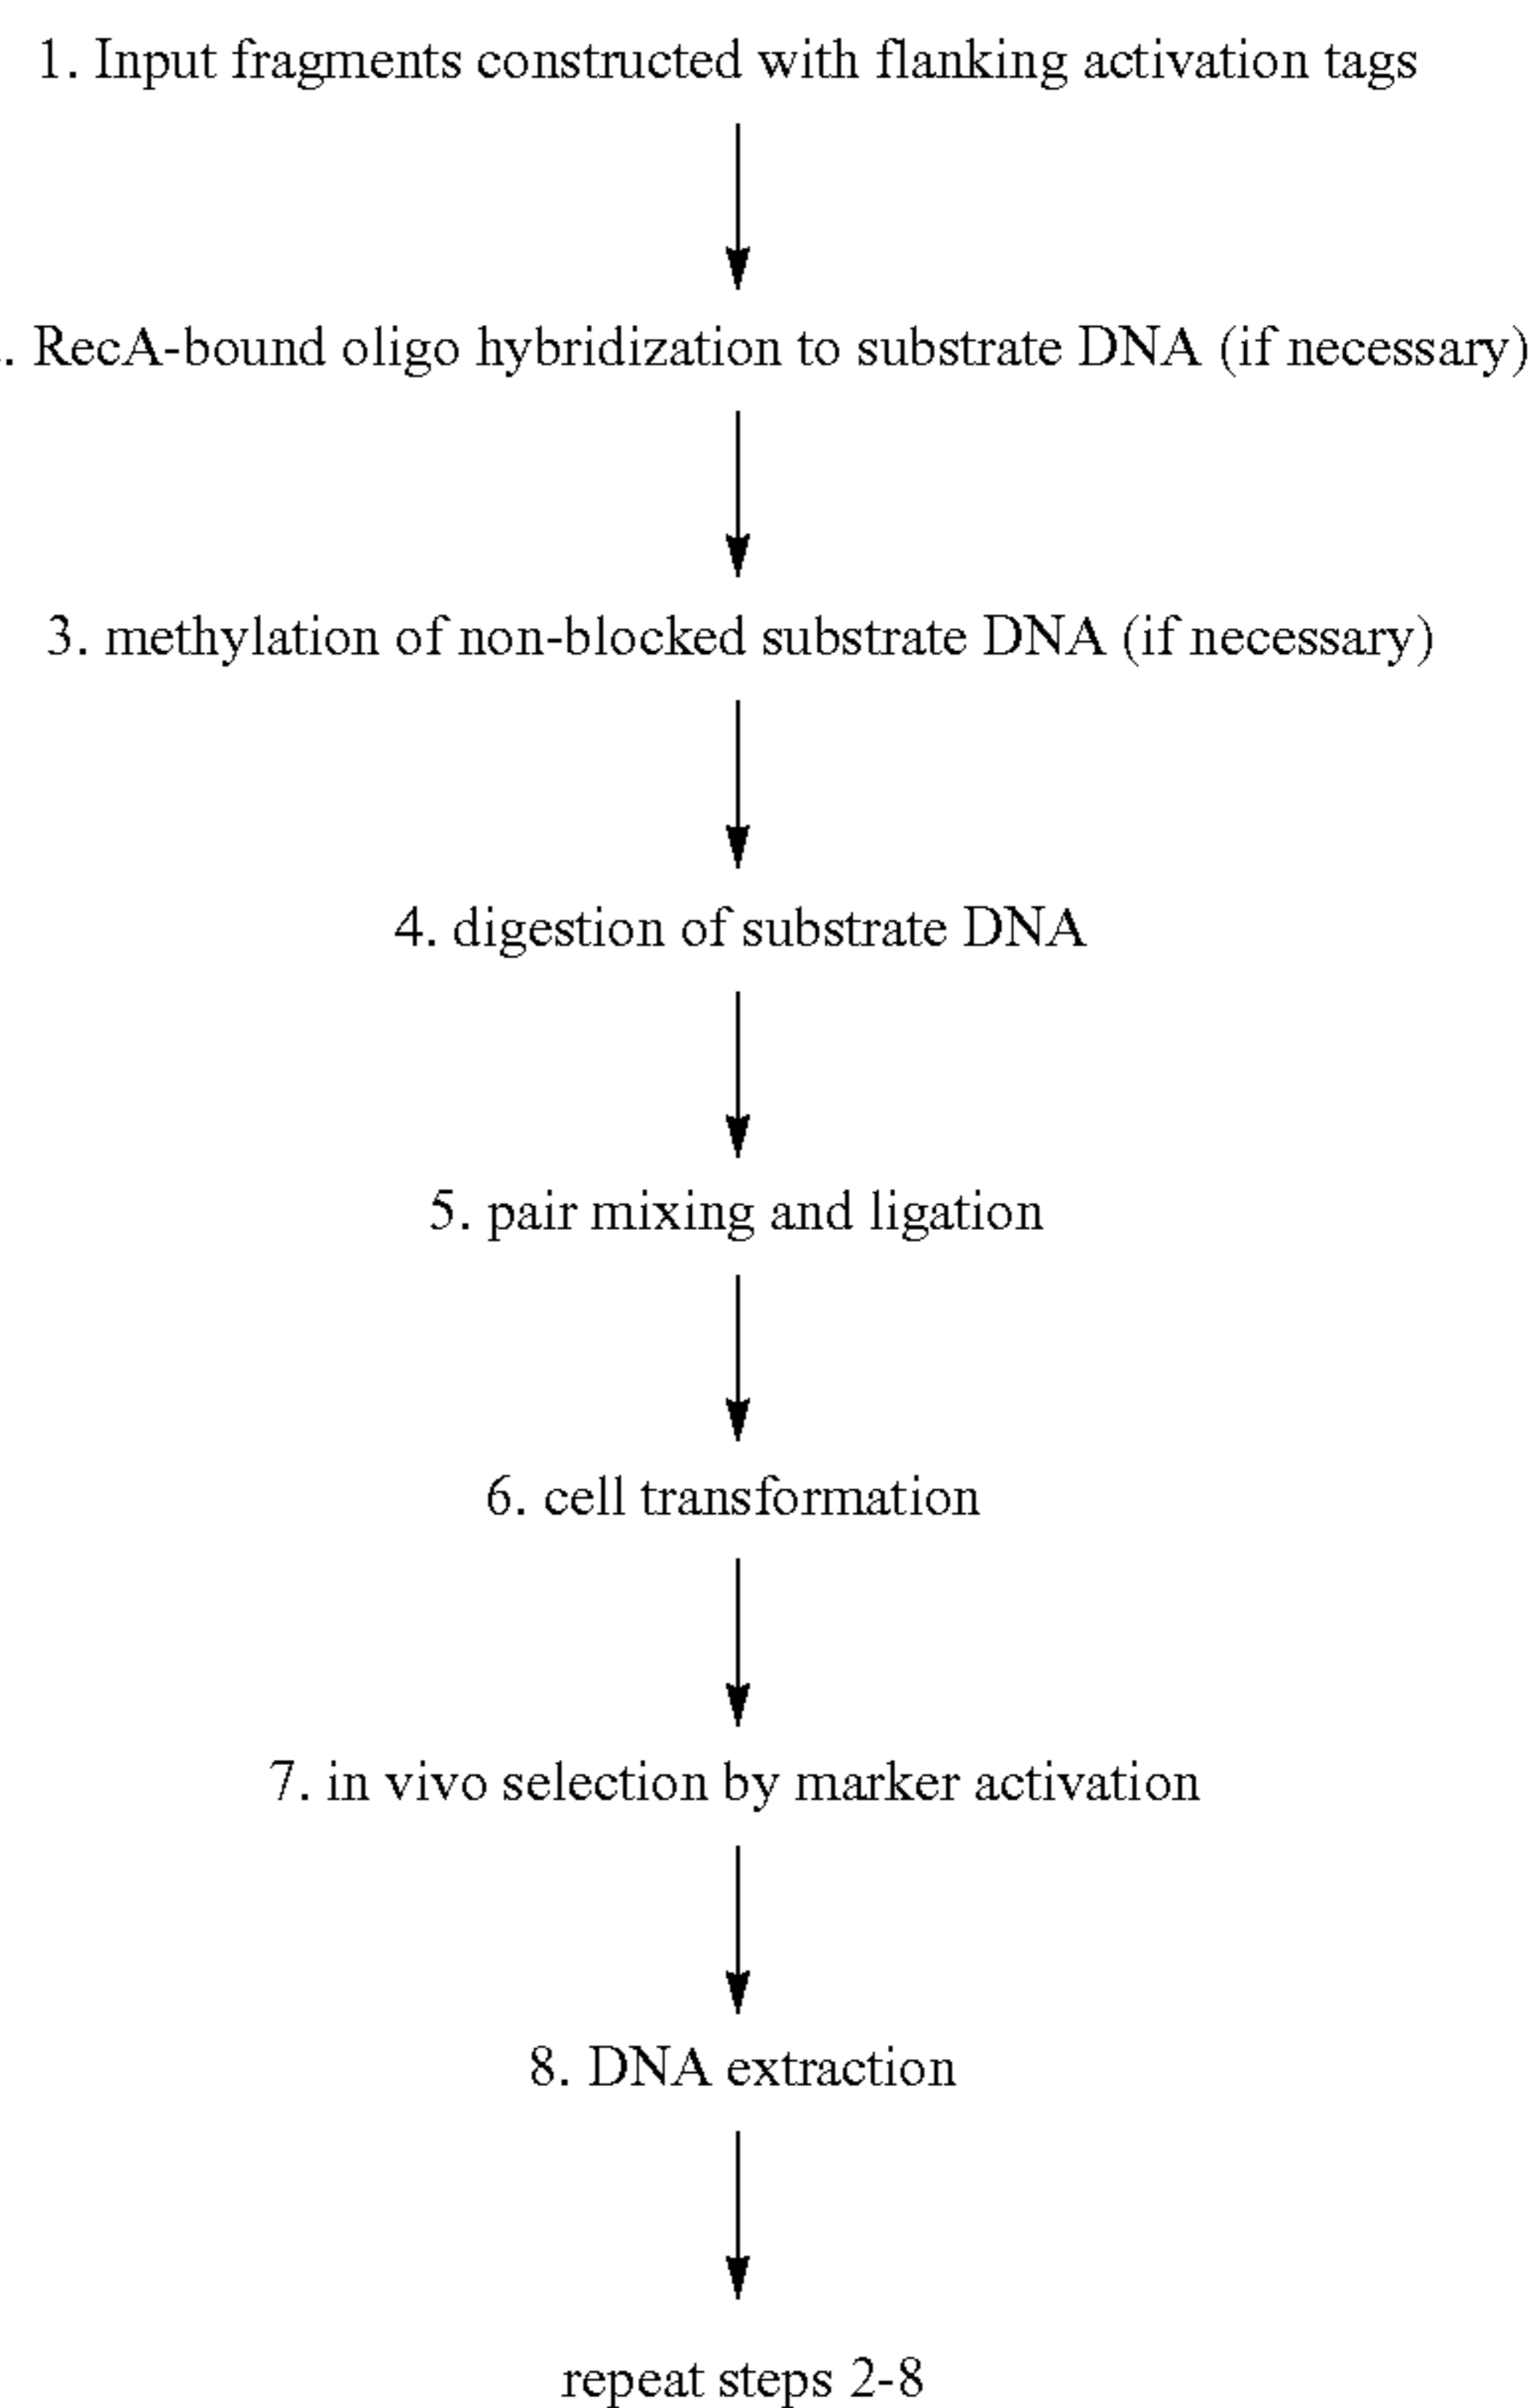 1. Input fragments constructed with flanking activation tags
. RecA-bound oligo hybridization to substrate DNA (if necessary)
3. methylation of non-blocked substrate DNA (if necessary)
4. digestion of substrate DNA
5. pair mixing and ligation
6. cell transformation
7. in vivo selection by marker activation
8. DNA extraction
repeat steps 2-8